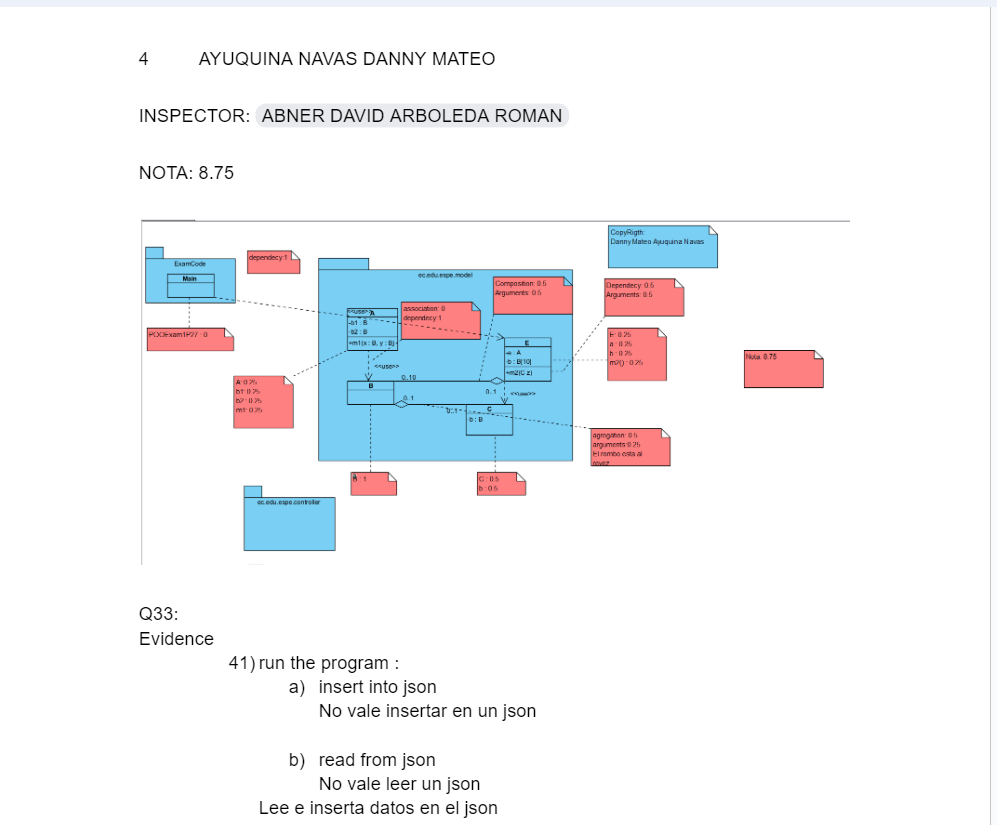 4 AYUQUINA NAVAS DANNY MATEO
INSPECTOR: ABNER DAVID ARBOLEDA ROMAN
NOTA: 8.75
CopyRigth:
Danny Mateo Ayuquina Navas
dependecy:1
ExamCode
Main
POOExam1P27 : 0
ec.edu.espe.model
Composition: 0.5
Arguments: 0.5
Dependecy: 0.5
Arguments: 0.5
association: 0
dependecy:1
<<use>>
A
-b1 : B
-b2 : B
+m1(x : B, y : B)
E
-a : A
-b : B[10]
+m2(C z)
E : 0.25
a : 0.25
b : 0.25
m2() : 0.25
Nota: 8.75
<<use>>
A: 0.25
b1: 0.25
b2: 0.25
m1: 0.25
B
0..10
0..1
0..1
<<use>>
0..1
C
-b : B
agregation: 0.5
arguments:0.25
El rombo esta al
revez
B : 1
C : 0.5
b : 0.5
ec.edu.espe.controller
Q33:
Evidence
41) run the program :
a) insert into json
No vale insertar en un json
b) read from json
No vale leer un json
Lee e inserta datos en el json